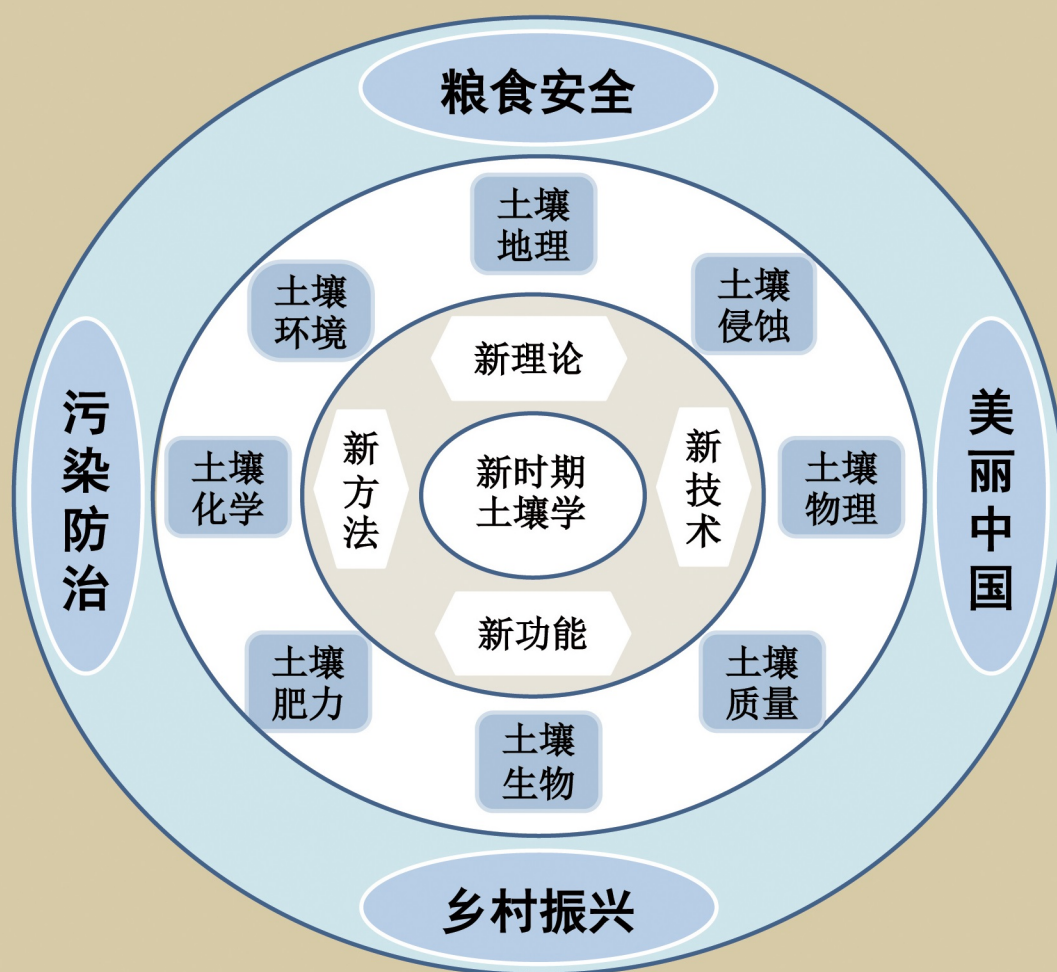 粮食安全
土壤
地理
土壤
环境
土壤
侵蚀
新理论
污染防治
土壤
化学
新方法
新时期
土壤学
新技术
土壤
物理
美丽中国
新功能
土壤
肥力
土壤
质量
土壤
生物
乡村振兴